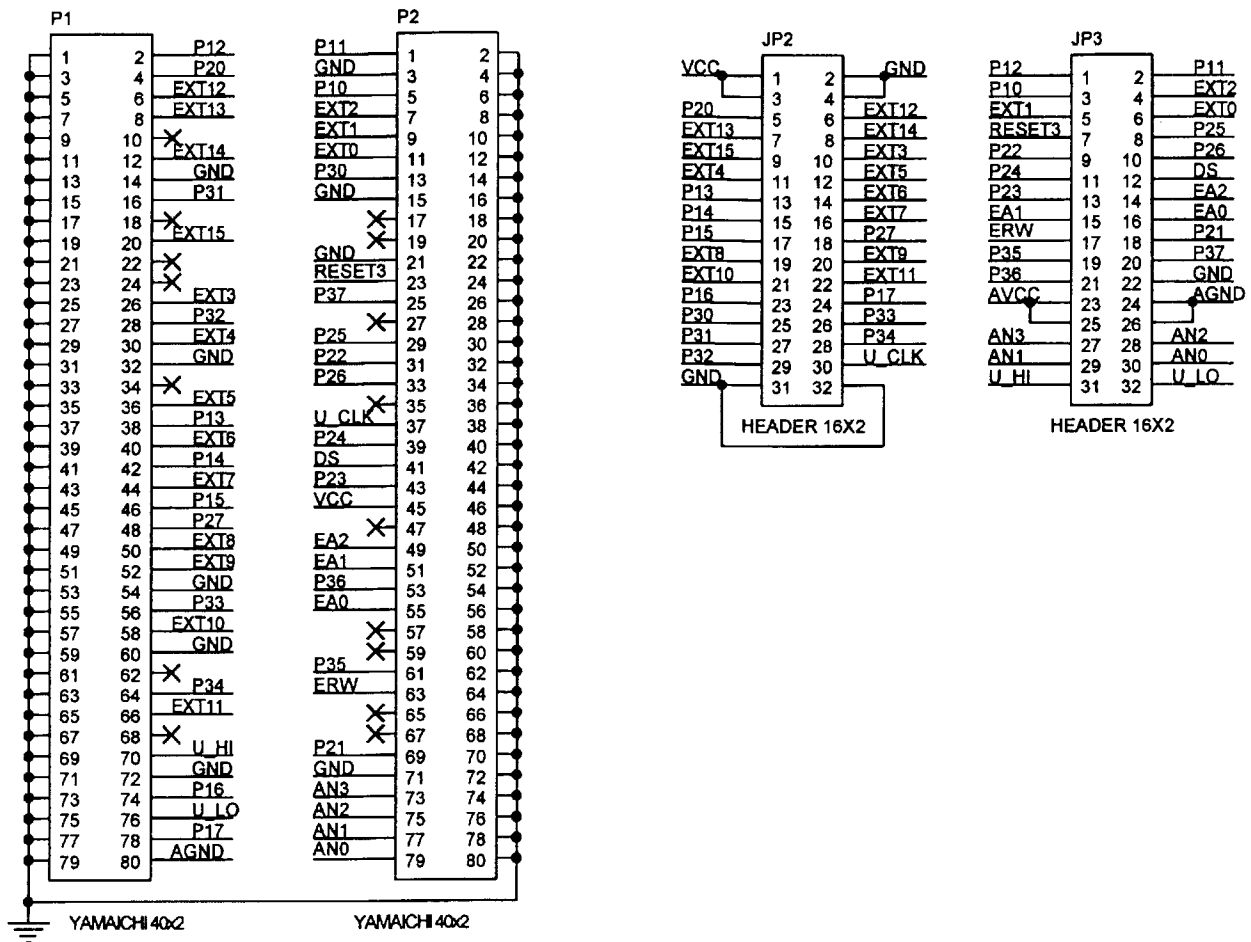 P1
1 2 P12
3 4 P20
5 6 EXT12
7 8 EXT13
9 10
11 12 EXT14
13 14 GND
15 16 P31
17 18
19 20 EXT15
21 22
23 24
25 26 EXT3
27 28 P32
29 30 EXT4
31 32 GND
33 34
35 36 EXT5
37 38 P13
39 40 EXT6
41 42 P14
43 44 EXT7
45 46 P15
47 48 P27
49 50 EXT8
51 52 EXT9
53 54 GND
55 56 P33
57 58 EXT10
59 60 GND
61 62
63 64 P34
65 66 EXT11
67 68
69 70 U_HI
71 72 GND
73 74 P16
75 76 U_LO
77 78 P17
79 80 AGND
YAMAICHI 40x2
P2
P11 1 2
GND 3 4
P10 5 6
EXT2 7 8
EXT1 9 10
EXT0 11 12
P30 13 14
GND 15 16
17 18
19 20
GND 21 22
RESET3 23 24
P37 25 26
27 28
P25 29 30
P22 31 32
P26 33 34
35 36
U_CLK 37 38
P24 39 40
DS 41 42
P23 43 44
VCC 45 46
47 48
EA2 49 50
EA1 51 52
P36 53 54
EA0 55 56
57 58
59 60
P35 61 62
ERW 63 64
65 66
67 68
P21 69 70
GND 71 72
AN3 73 74
AN2 75 76
AN1 77 78
AN0 79 80
YAMAICHI 40x2
JP2
VCC 1 2 GND
3 4
P20 5 6 EXT12
EXT13 7 8 EXT14
EXT15 9 10 EXT3
EXT4 11 12 EXT5
P13 13 14 EXT6
P14 15 16 EXT7
P15 17 18 P27
EXT8 19 20 EXT9
EXT10 21 22 EXT11
P16 23 24 P17
P30 25 26 P33
P31 27 28 P34
P32 29 30 U_CLK
GND 31 32
HEADER 16X2
JP3
P12 1 2 P11
P10 3 4 EXT2
EXT1 5 6 EXT0
RESET3 7 8 P25
P22 9 10 P26
P24 11 12 DS
P23 13 14 EA2
EA1 15 16 EA0
ERW 17 18 P21
P35 19 20 P37
P36 21 22 GND
AVCC 23 24 AGND
25 26
AN3 27 28 AN2
AN1 29 30 AN0
U_HI 31 32 U_LO
HEADER 16X2